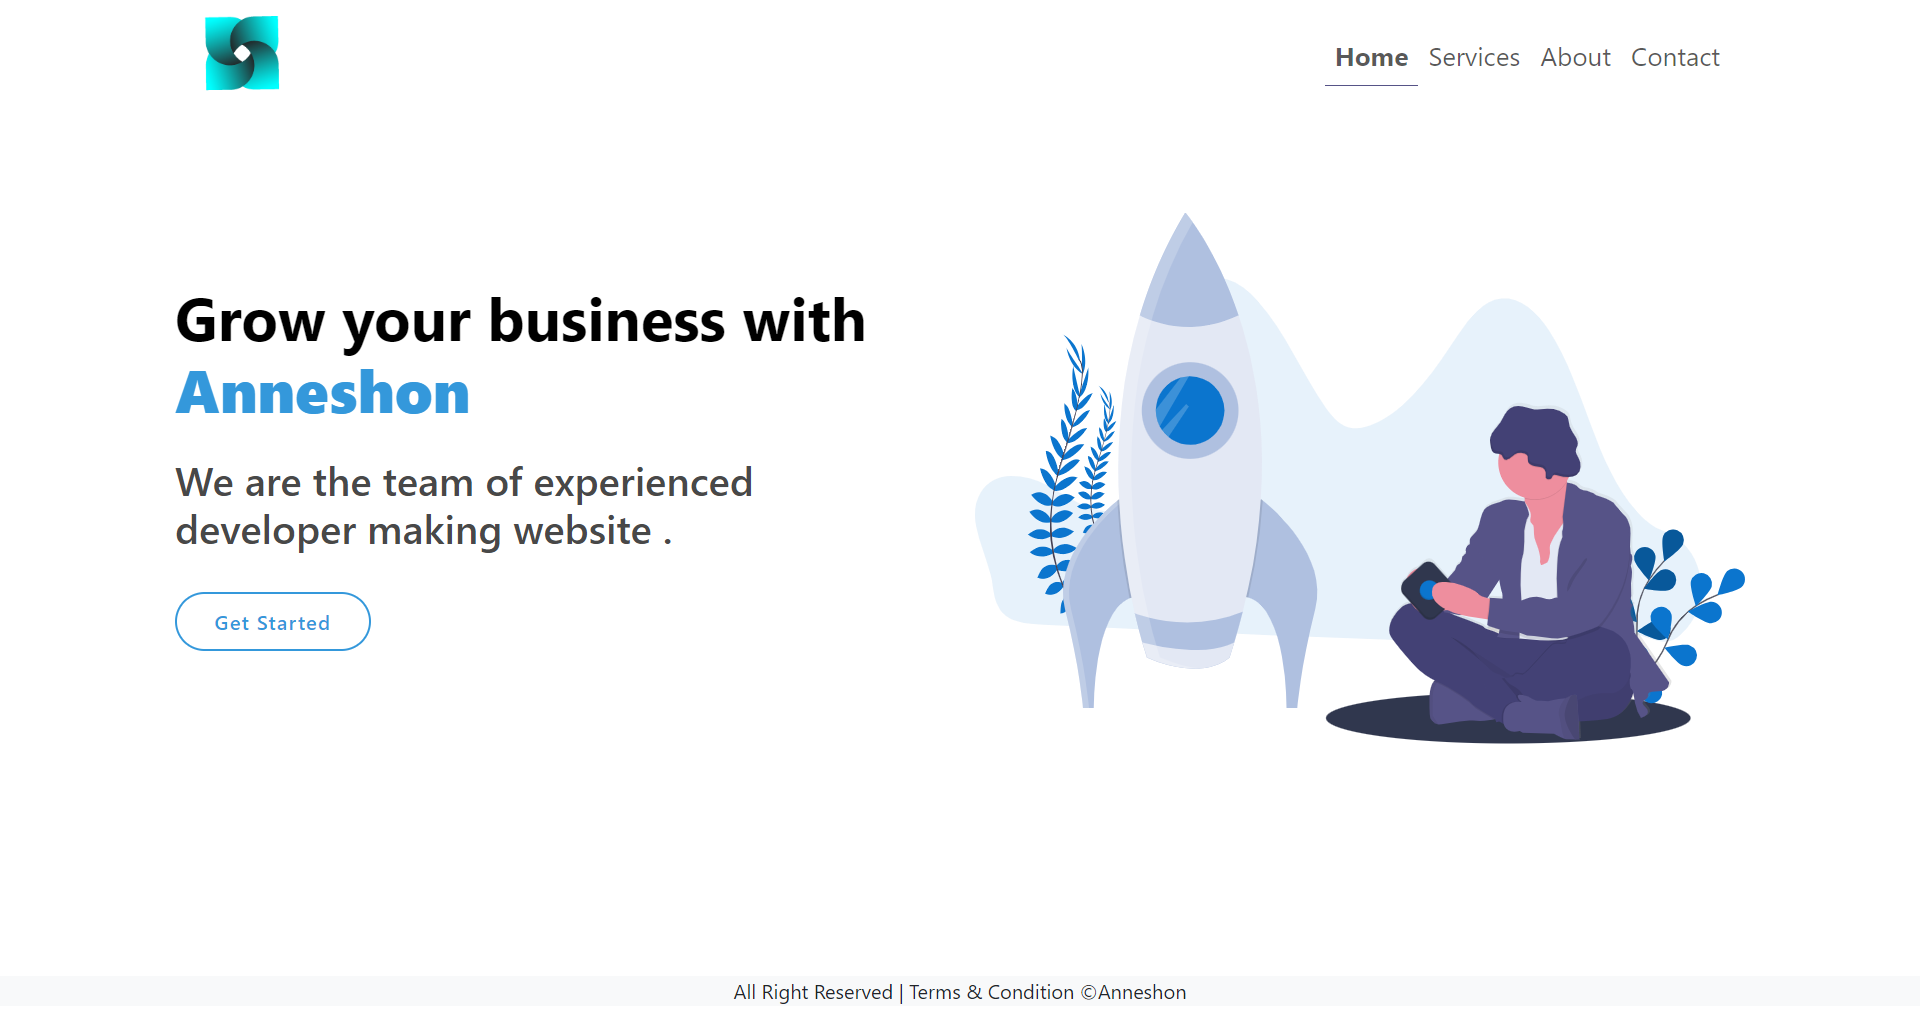 Home Services About Contact
Grow your business with
Anneshon
We are the team of experienced
developer making website .
Get Started
All Right Reserved | Terms & Condition ©Anneshon